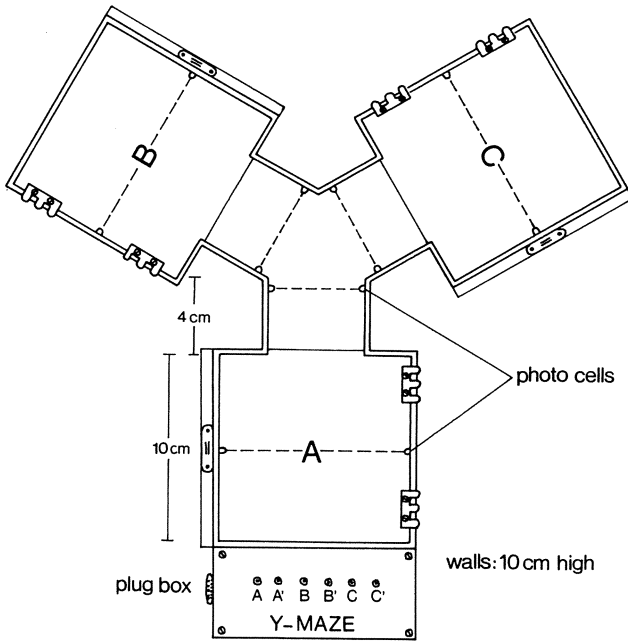 B
C
4 cm
photo cells
10 cm
A
walls: 10 cm high
plug box
A A' B B' C C'
Y-MAZE